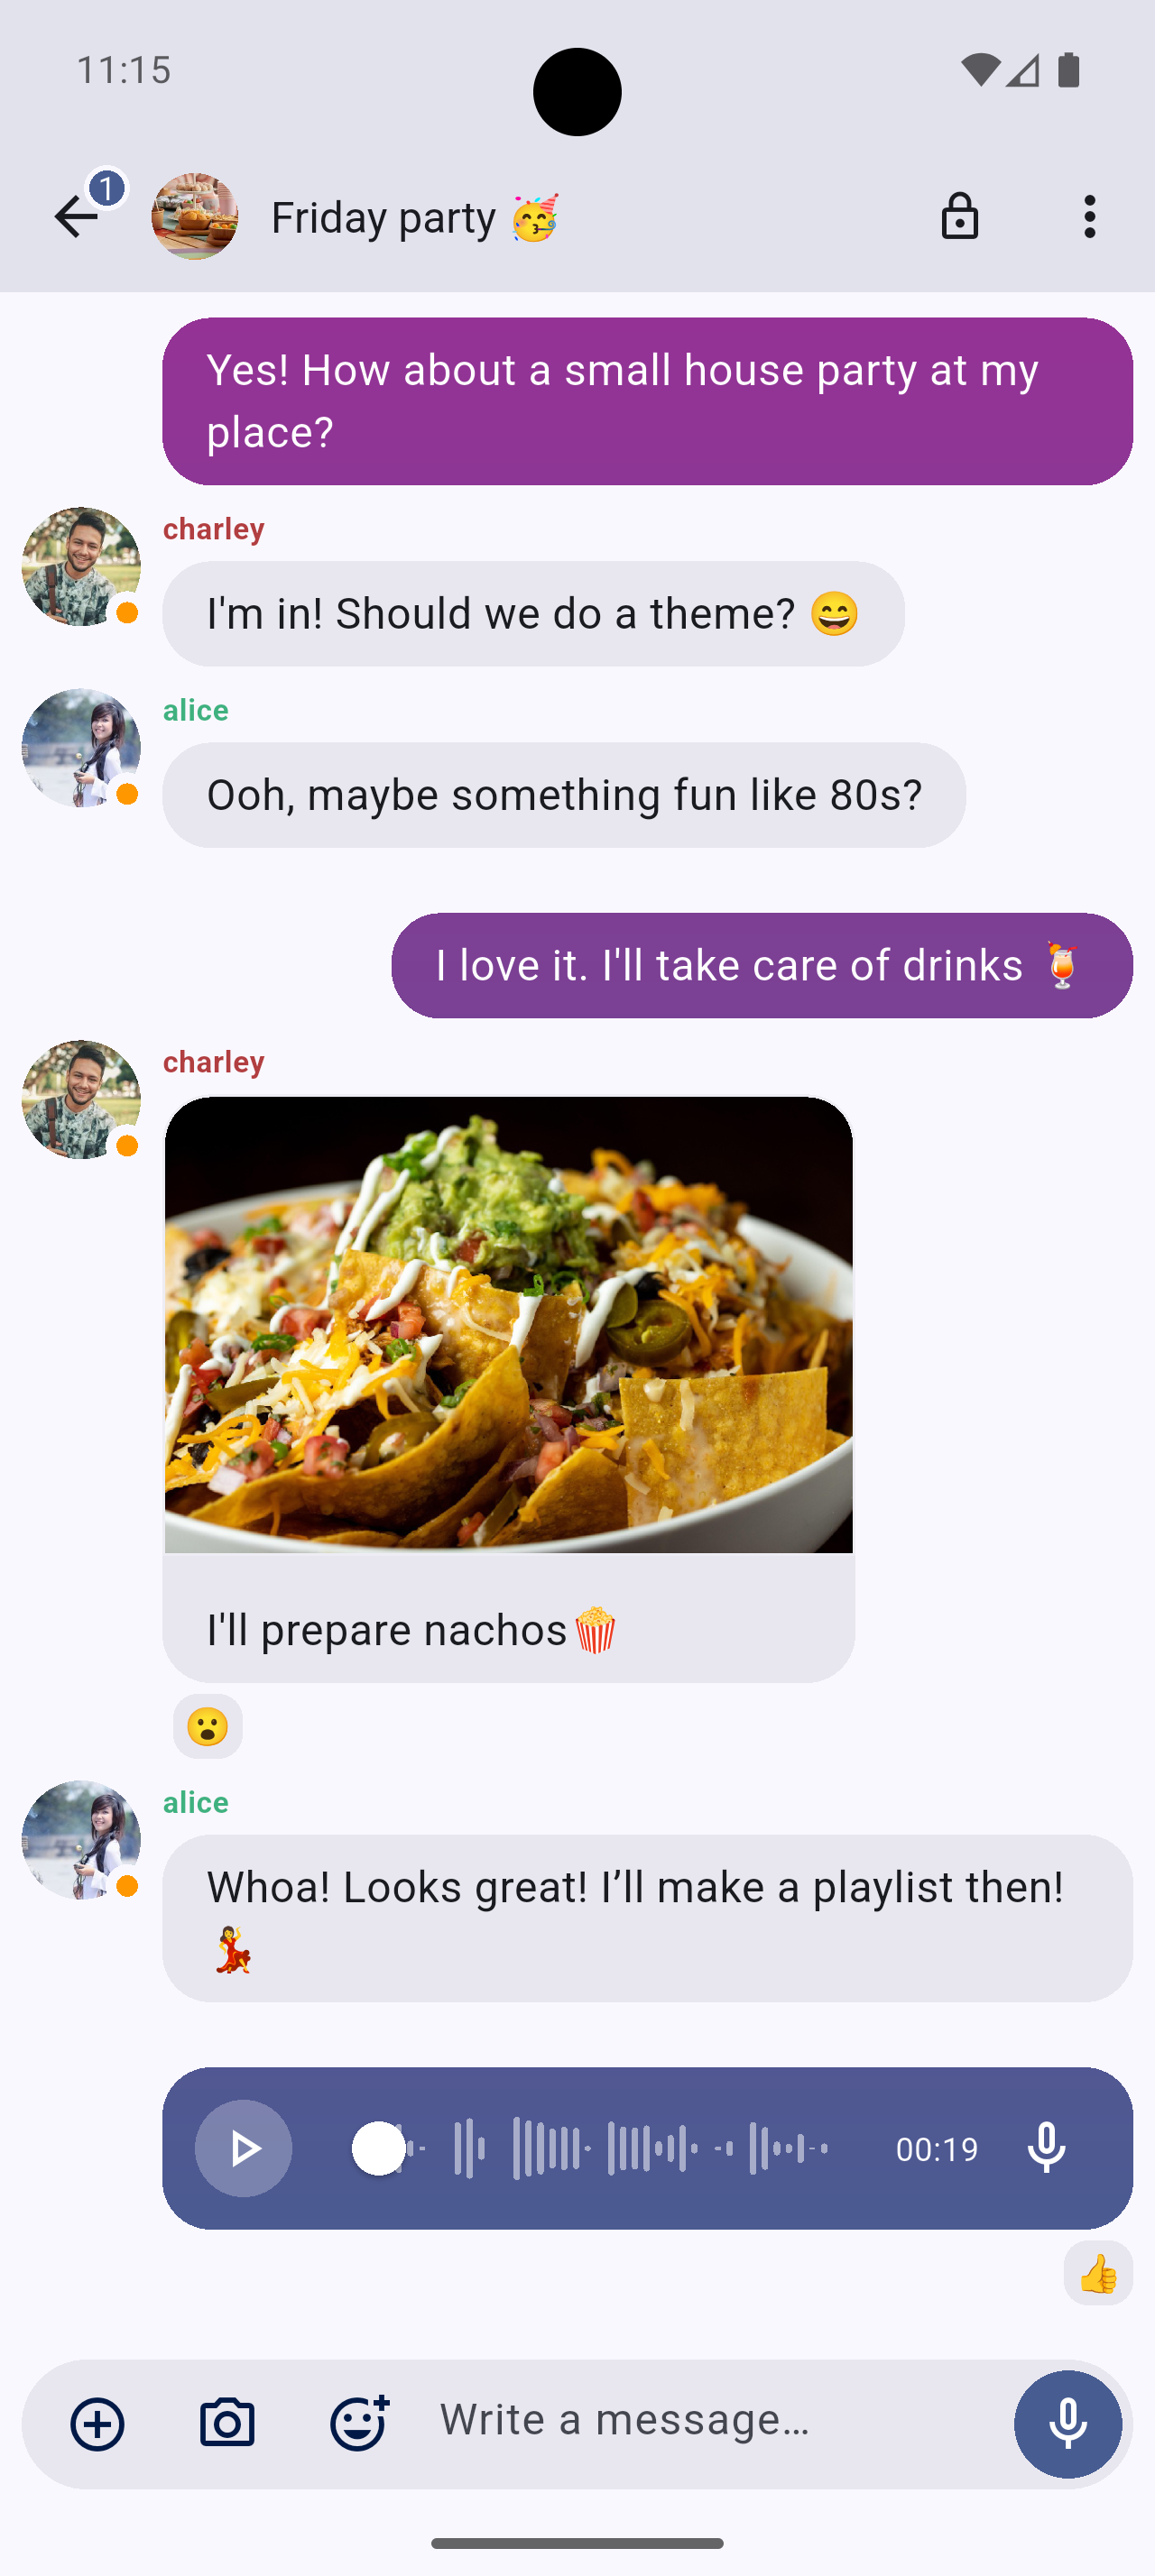 11:15
1
Friday party 🥳
Yes! How about a small house party at my
place?
charley
I'm in! Should we do a theme? 😄
alice
Ooh, maybe something fun like 80s?
I love it. I'll take care of drinks 🍹
charley
I'll prepare nachos🍿
😮
alice
Whoa! Looks great! I’ll make a playlist then!
💃
00:19
👍
Write a message…